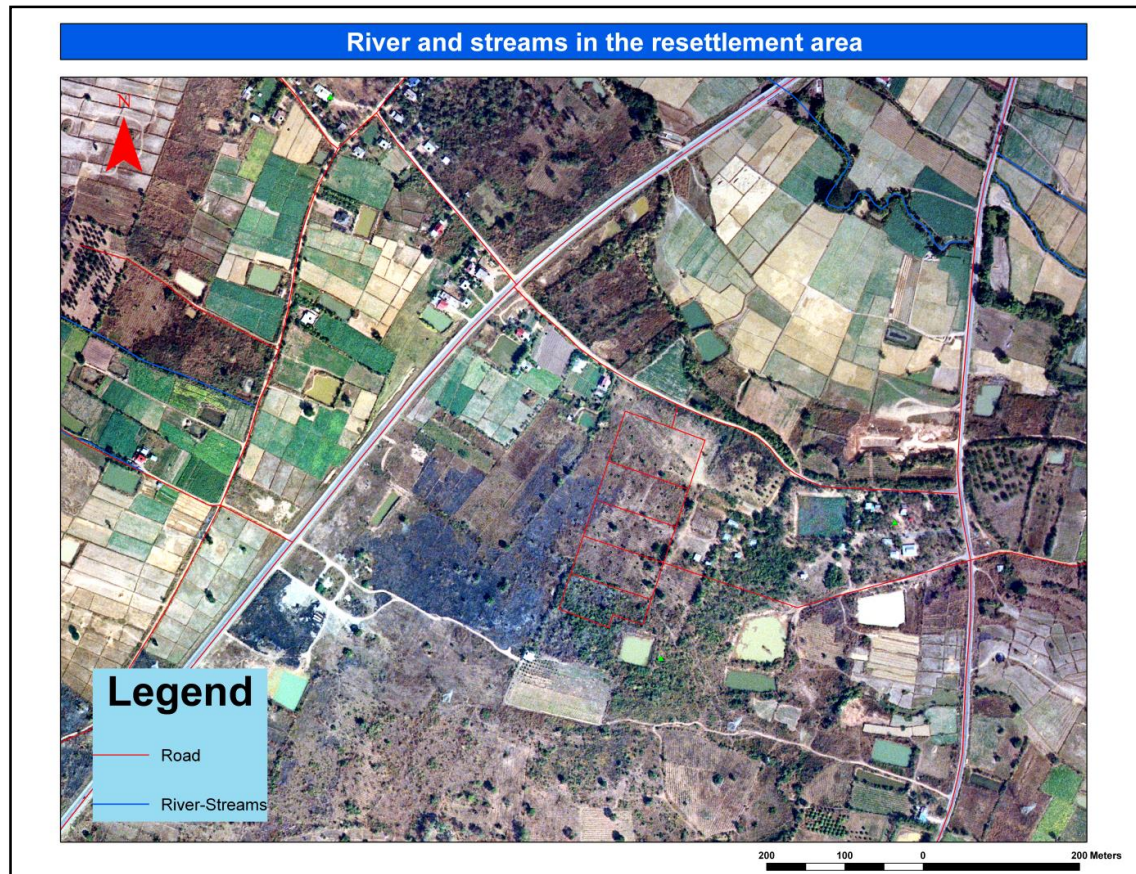 River and streams in the resettlement area
N
Legend
Road
River-Streams
200 100 0 200 Meters